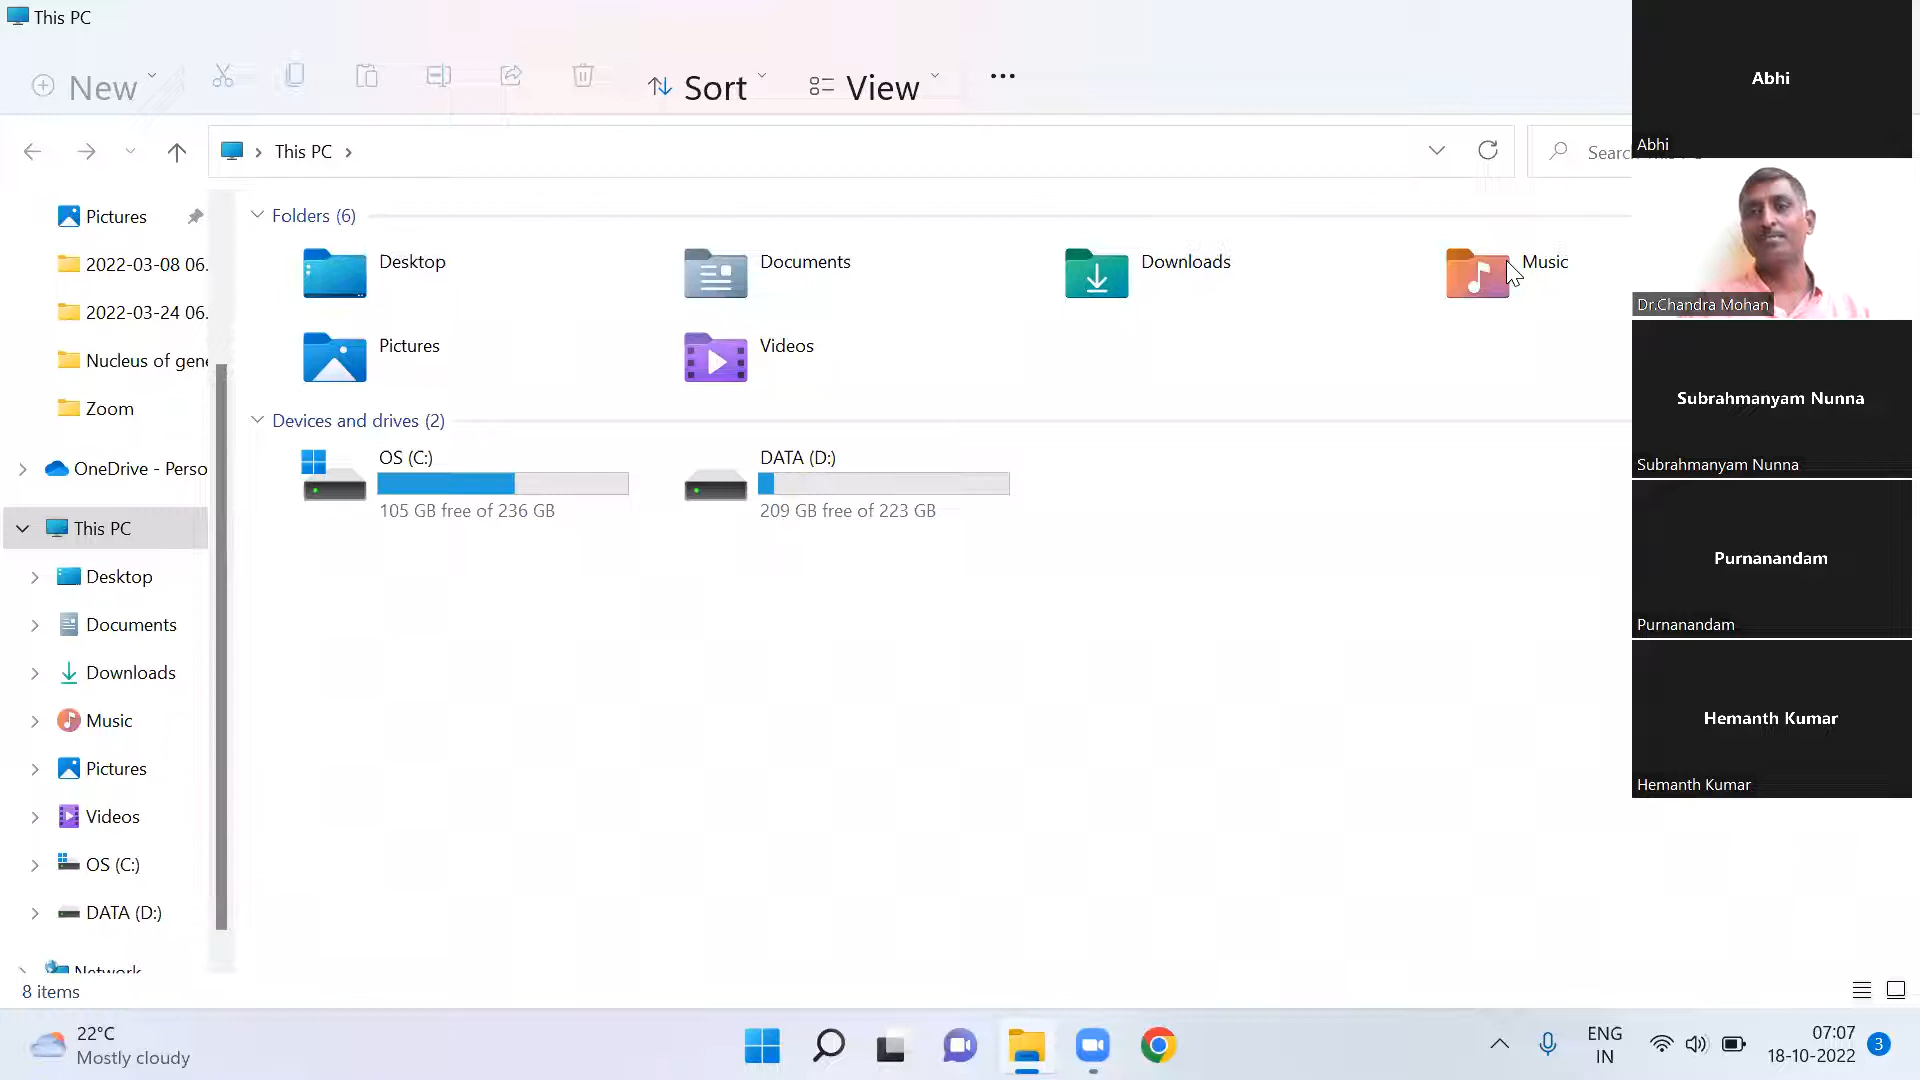 This PC
New
Sort
View
This PC
Searc
Pictures
2022-03-08 06.
2022-03-24 06.
Nucleus of gene
Zoom
OneDrive - Perso
This PC
Desktop
Documents
Downloads
Music
Pictures
Videos
OS (C:)
DATA (D:)
Network
Folders (6)
Desktop
Documents
Downloads
Music
Pictures
Videos
Devices and drives (2)
OS (C:)
105 GB free of 236 GB
DATA (D:)
209 GB free of 223 GB
8 items
Abhi
Abhi
Dr.Chandra Mohan
Subrahmanyam Nunna
Subrahmanyam Nunna
Purnanandam
Purnanandam
Hemanth Kumar
Hemanth Kumar
22°C
Mostly cloudy
ENG
IN
07:07
18-10-2022
3